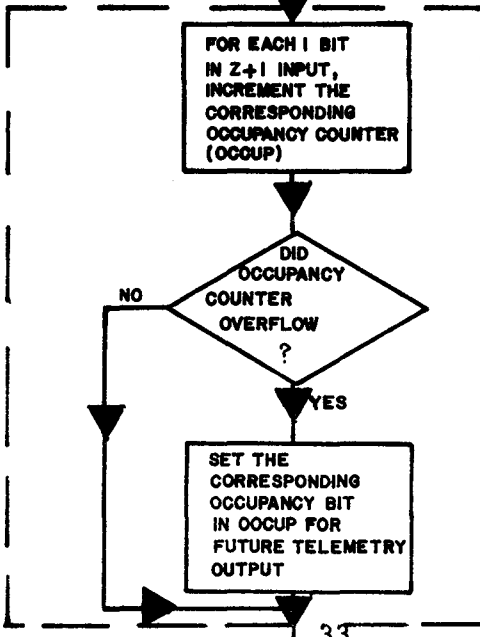 FOR EACH 1 BIT
IN Z+1 INPUT,
INCREMENT THE
CORRESPONDING
OCCUPANCY COUNTER
(OCCUP)
DID
OCCUPANCY
COUNTER
OVERFLOW
?
NO
YES
SET THE
CORRESPONDING
OCCUPANCY BIT
IN OOCUP FOR
FUTURE TELEMETRY
OUTPUT
33